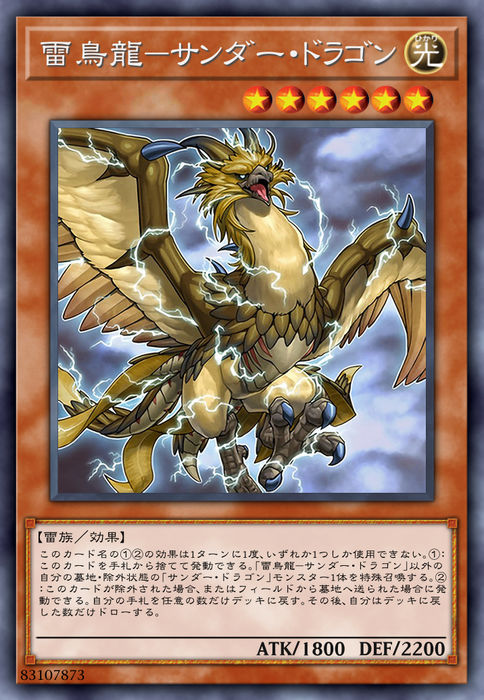 雷鳥龍－サンダー・ドラゴン
ひかり
光
【雷族／効果】
このカード名の①②の効果は1ターンに1度、いずれか1つしか使用できない。①：
このカードを手札から捨てて発動できる。「雷鳥龍－サンダー・ドラゴン」以外の
自分の墓地・除外状態の「サンダー・ドラゴン」モンスター1体を特殊召喚する。②
：このカードが除外された場合、またはフィールドから墓地へ送られた場合に発
動できる。自分の手札を任意の数だけデッキに戻す。その後、自分はデッキに戻
した数だけドローする。
ATK/1800 DEF/2200
83107873